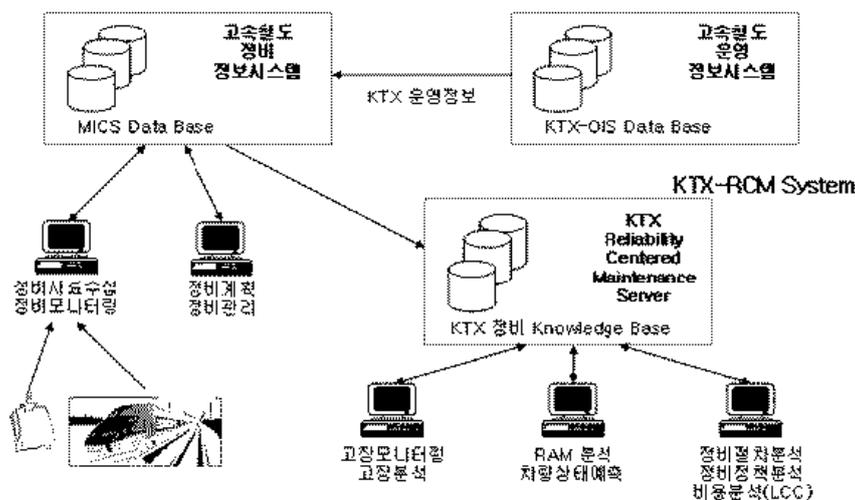 고속철도
정비
정보시스템
MICS Data Base
KTX 운영정보
고속철도
운영
정보시스템
KTX-OIS Data Base
KTX-RCM System
KTX
Reliability
Centered
Maintenance
Server
KTX 정비 Knowledge Base
정비자료수집
정비모니터링
정비계획
정비관리
고장모니터링
고장분석
RAM 분석
차량상태예측
정비절차분석
정비정책분석
비용분석(LCC)